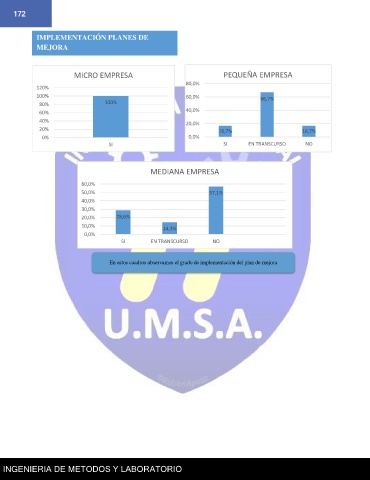 172
IMPLEMENTACIÓN PLANES DE
MEJORA
MICRO EMPRESA
120%
100%
80%
60%
40%
20%
0%
100%
SI
PEQUEÑA EMPRESA
80,0%
60,0%
40,0%
20,0%
0,0%
16,7%
66,7%
16,7%
SI EN TRANSCURSO NO
MEDIANA EMPRESA
60,0%
50,0%
40,0%
30,0%
20,0%
10,0%
0,0%
28,6%
14,3%
57,1%
SI EN TRANSCURSO NO
En estos cuadros observamos el grado de implementación del plan de mejora
U.M.S.A.
INGENIERIA DE METODOS Y LABORATORIO